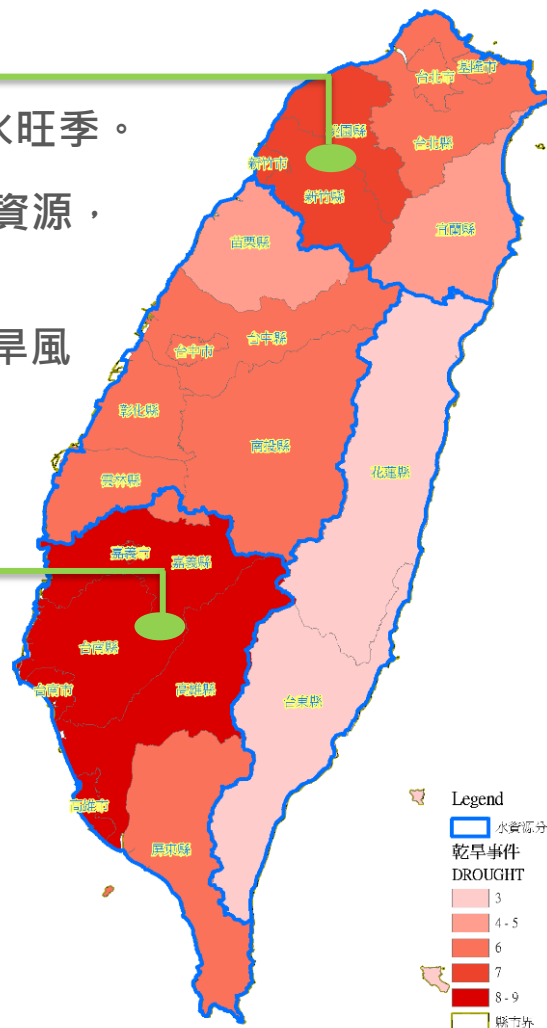 水旺季。
資源，
旱風
台北市
基隆市
桃園縣
台北縣
新竹市
新竹縣
宜蘭縣
苗栗縣
台中縣
台中市
彰化縣
南投縣
雲林縣
花蓮縣
嘉義市
嘉義縣
台南縣
台南市
高雄縣
台東縣
高雄市
屏東縣
Legend
水資源分
乾旱事件
DROUGHT
3
4 - 5
6
7
8 - 9
縣市界